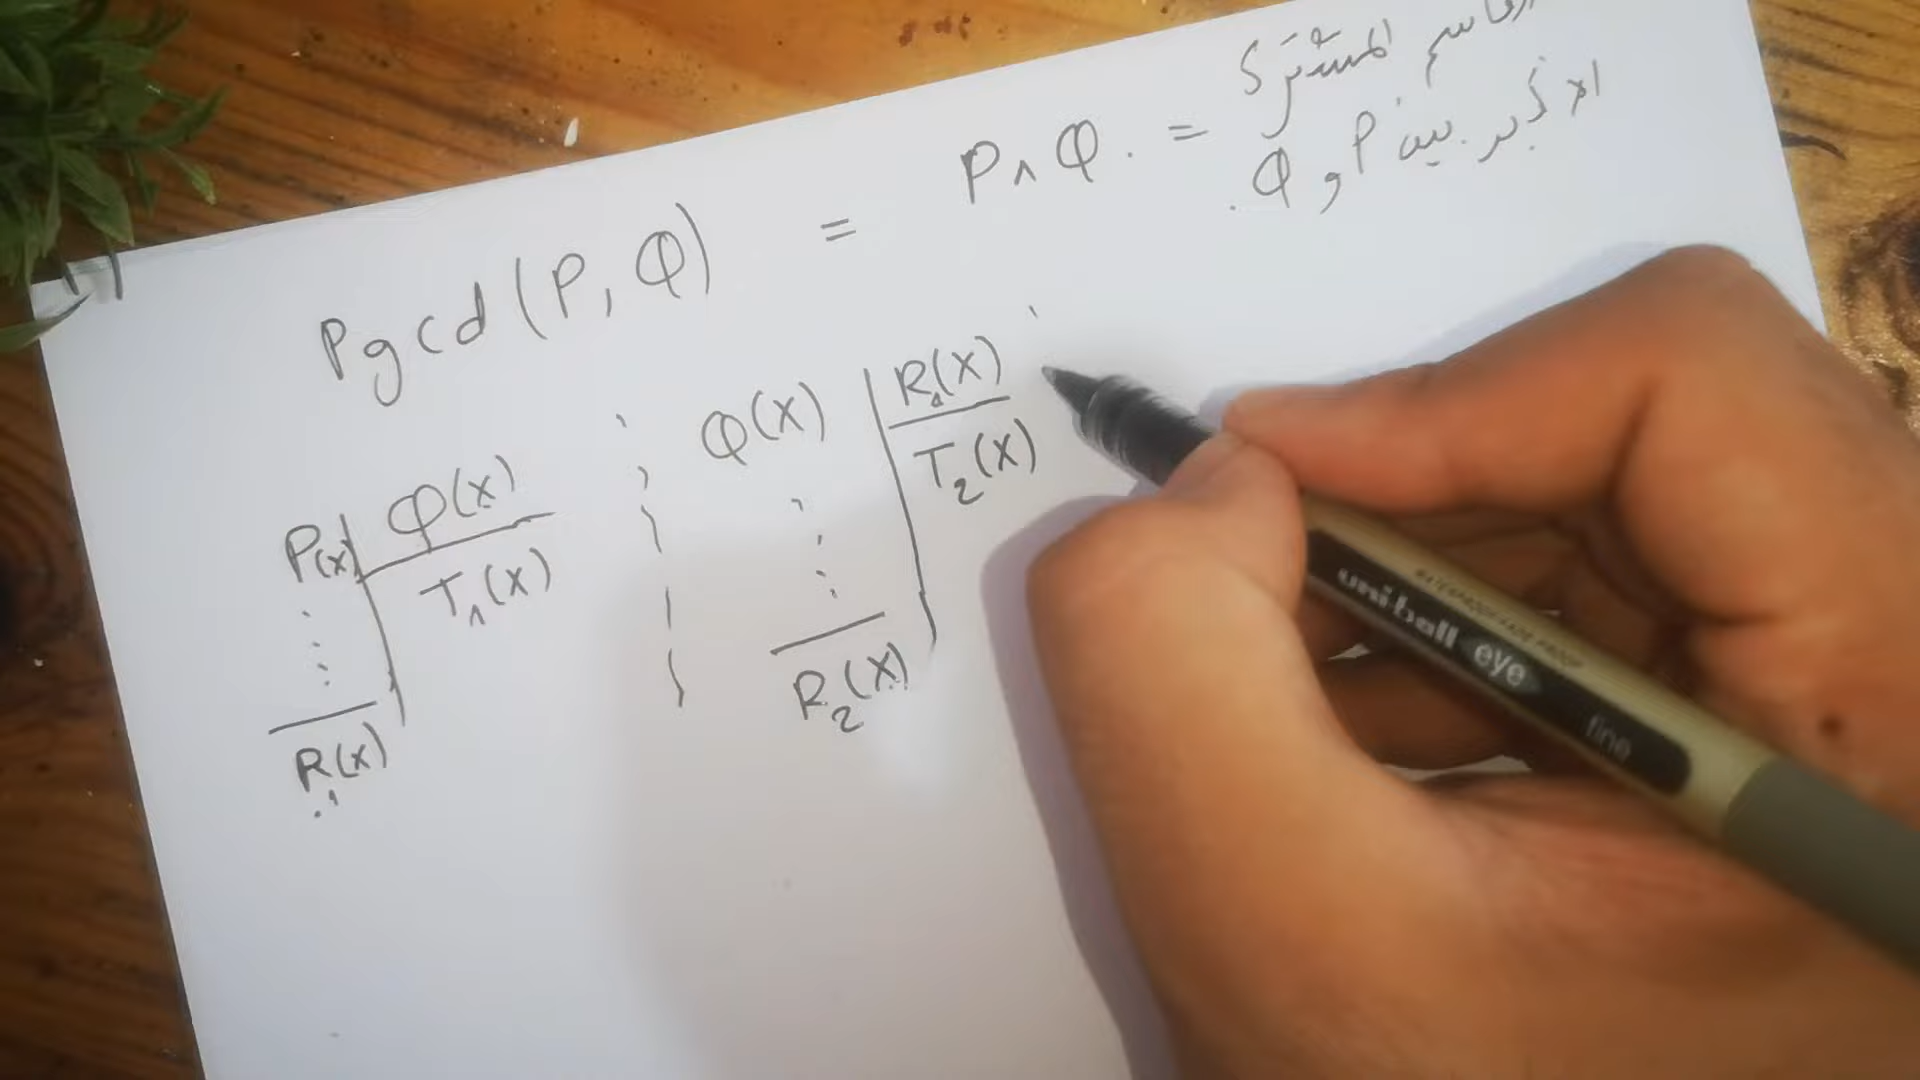 Pgcd(P, Q) = P ∧ Q . = القاسم المشترك
الأكبر بين P و Q .
P(x) | Q(x)
T₁(x)
R₁(x)
Q(x) | R₁(x)
T₂(x)
R₂(x)
uniball eye
fine